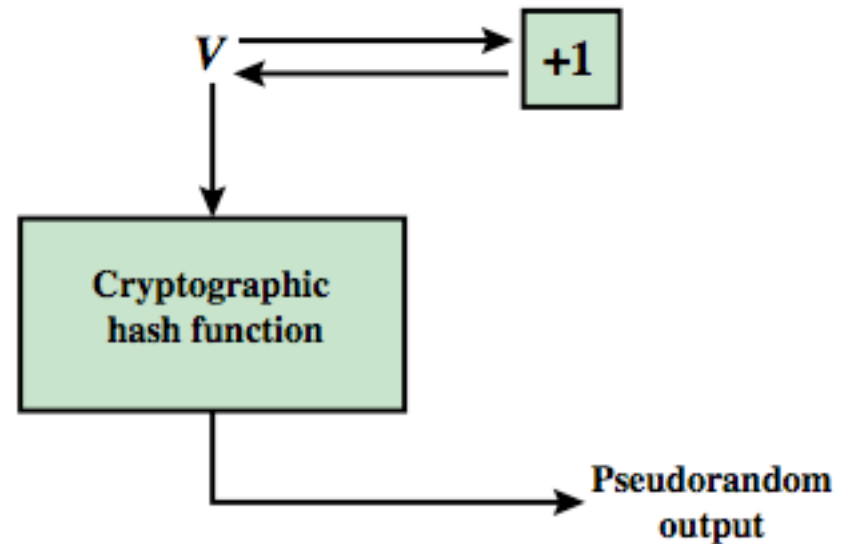 V
+1
Cryptographic
hash function
Pseudorandom
output